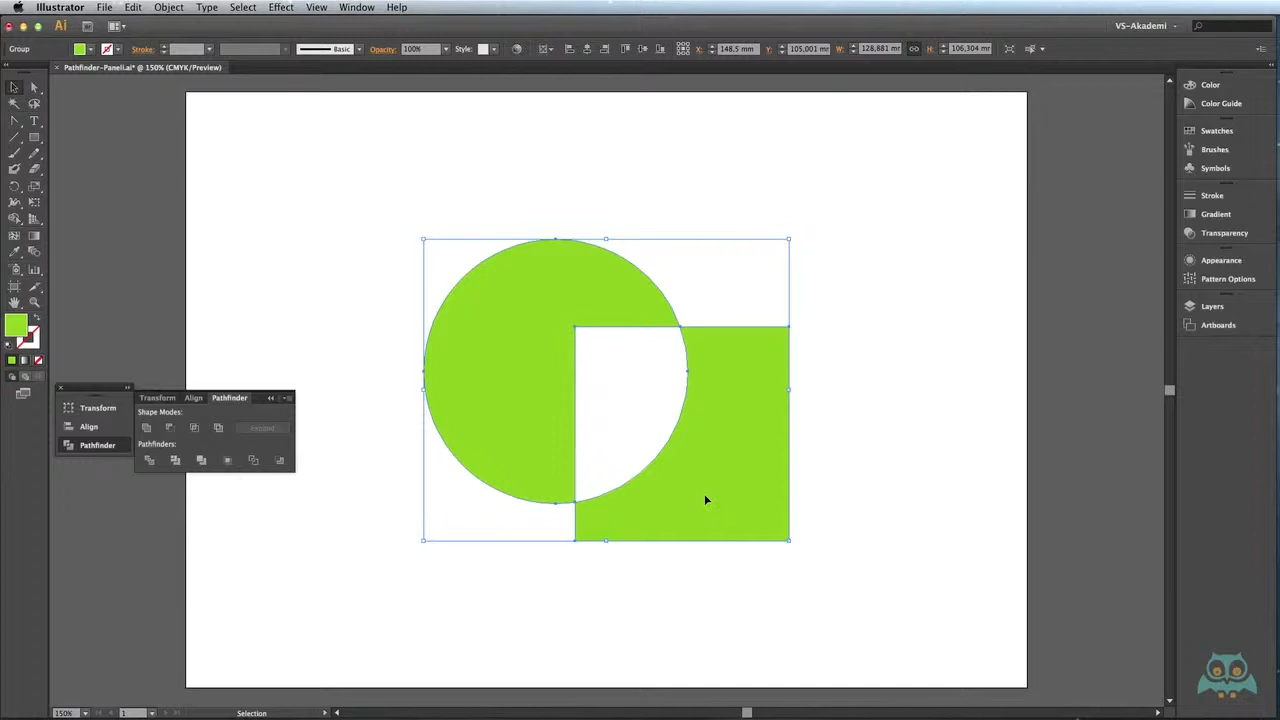 Illustrator File Edit Object Type Select Effect View Window Help
Ai VS-Akademi
Group Stroke: Basic Opacity: 100% Style: X: 148,5 mm Y: 105,001 mr W: 128,881 mm H: 106,304 mm
Pathfinder-Paneli.ai* @ 150% (CMYK/Preview)
Color
Color Guide
Swatches
Brushes
Symbols
Stroke
Gradient
Transparency
Appearance
Pattern Options
Layers
Artboards
Transform
Align
Pathfinder
Transform Align Pathfinder
Shape Modes:
Expand
Pathfinders:
150% 1 Selection